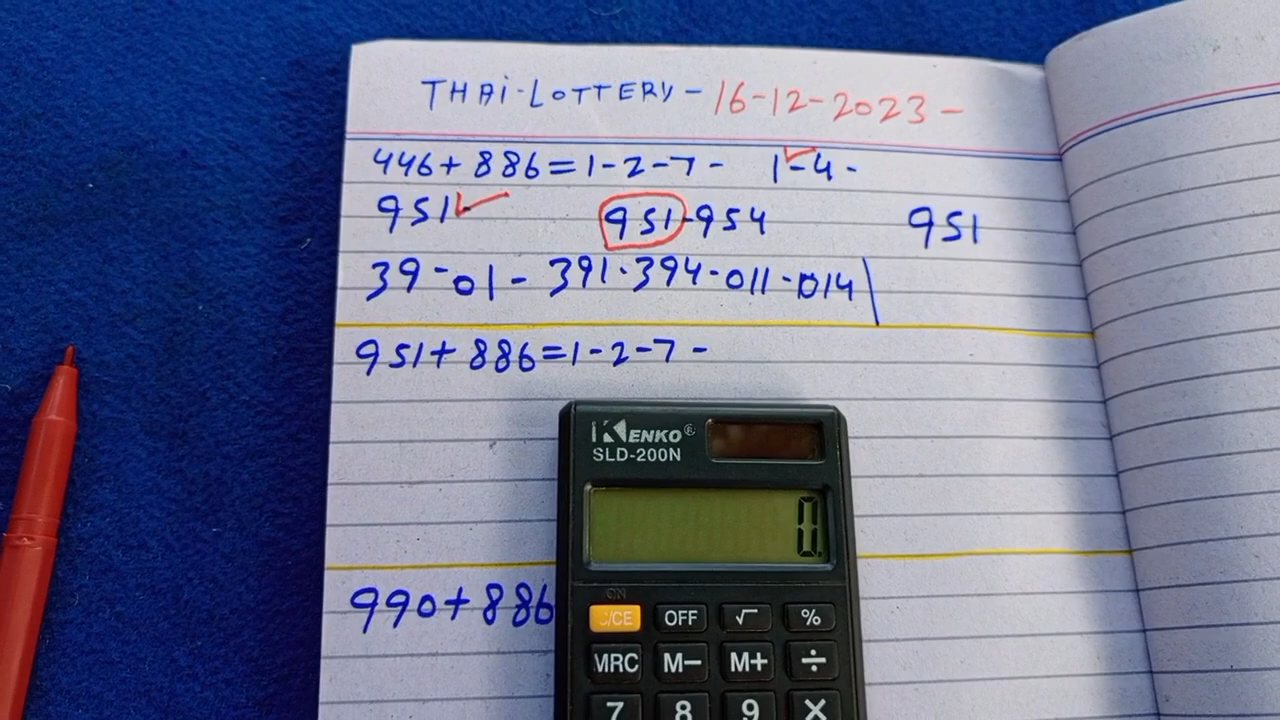 THAi-LOTTERY-16-12-2023-
446+886=1-2-7- 1-4-
951 951-954 951
39-01-391.394-011-014
951+886=1-2-7-
KENKO®
SLD-200N
0.
990+886
ON
C/CE OFF √ %
MRC M− M+ ÷
7 8 9 X